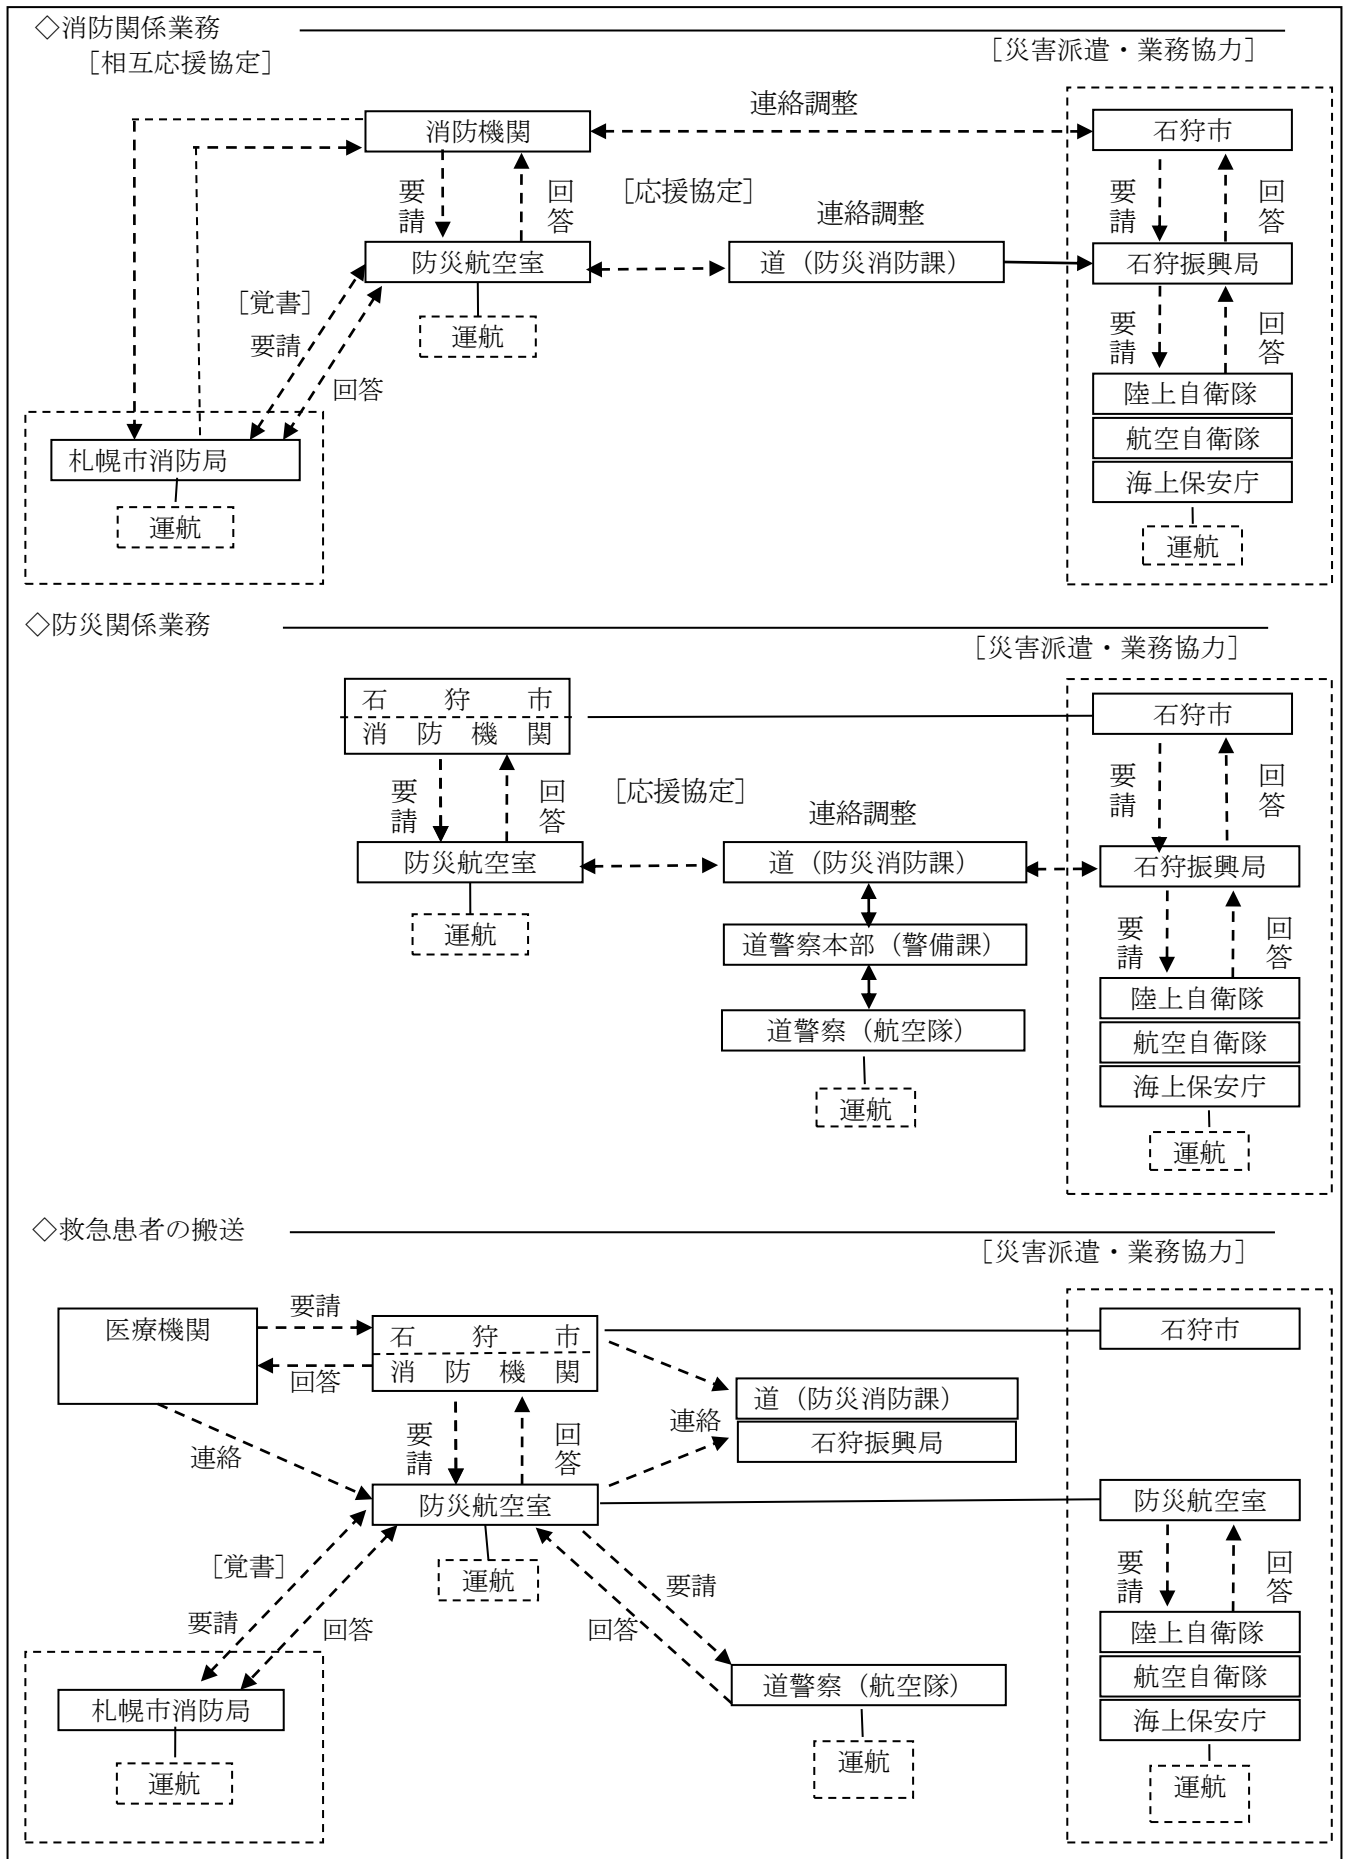 ◇消防関係業務
［相互応援協定］
［災害派遣・業務協力］
連絡調整
消防機関
石狩市
要請
回答
［応援協定］
連絡調整
要請
回答
防災航空室
道（防災消防課）
石狩振興局
［覚書］
要請
運航
回答
要請
回答
陸上自衛隊
航空自衛隊
海上保安庁
運航
札幌市消防局
運航
◇防災関係業務
［災害派遣・業務協力］
石狩市
消防機関
石狩市
要請
回答
［応援協定］
連絡調整
要請
回答
防災航空室
道（防災消防課）
石狩振興局
運航
道警察本部（警備課）
要請
回答
道警察（航空隊）
陸上自衛隊
航空自衛隊
海上保安庁
運航
運航
◇救急患者の搬送
［災害派遣・業務協力］
医療機関
要請
回答
石狩市
消防機関
石狩市
道（防災消防課）
石狩振興局
連絡
連絡
要請
回答
防災航空室
防災航空室
［覚書］
要請
回答
運航
要請
回答
要請
回答
陸上自衛隊
航空自衛隊
海上保安庁
運航
札幌市消防局
運航
道警察（航空隊）
運航